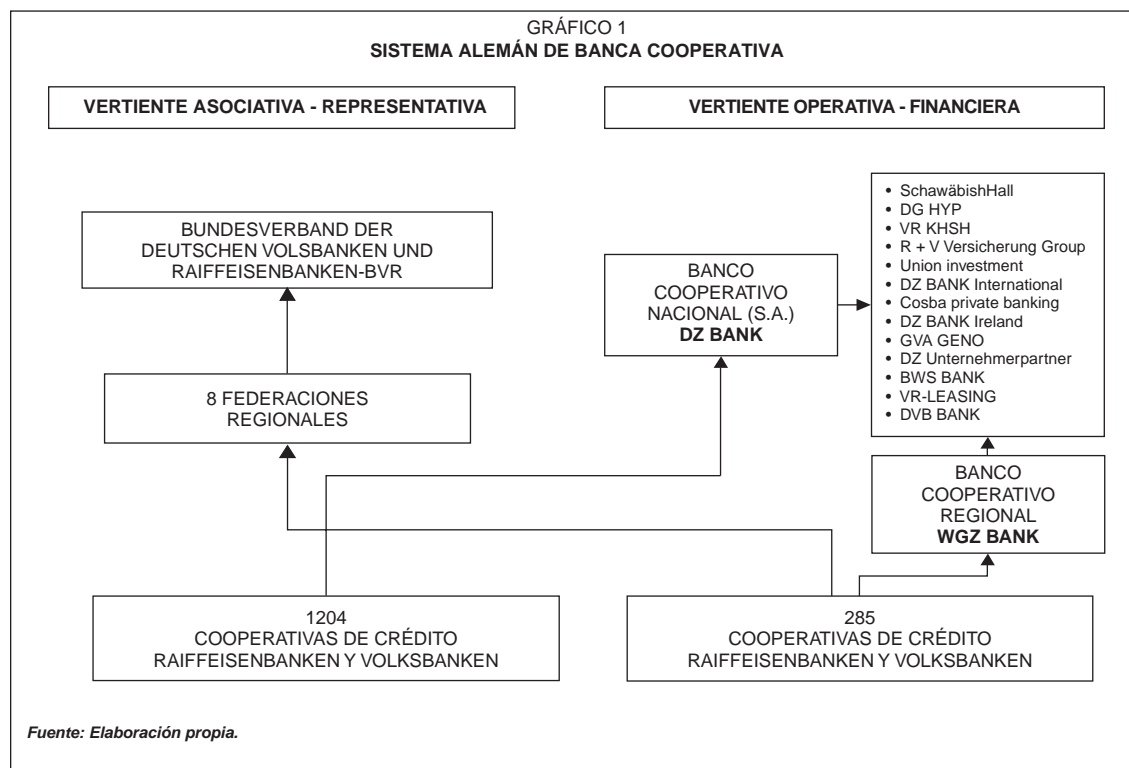 GRÁFICO 1
SISTEMA ALEMÁN DE BANCA COOPERATIVA
VERTIENTE ASOCIATIVA - REPRESENTATIVA
VERTIENTE OPERATIVA - FINANCIERA
BUNDESVERBAND DER
DEUTSCHEN VOLSBANKEN UND
RAIFFEISENBANKEN-BVR
8 FEDERACIONES
REGIONALES
BANCO
COOPERATIVO
NACIONAL (S.A.)
DZ BANK
• SchawäbishHall
• DG HYP
• VR KHSH
• R + V Versicherung Group
• Union investment
• DZ BANK International
• Cosba private banking
• DZ BANK Ireland
• GVA GENO
• DZ Unternehmerpartner
• BWS BANK
• VR-LEASING
• DVB BANK
BANCO
COOPERATIVO
REGIONAL
WGZ BANK
1204
COOPERATIVAS DE CRÉDITO
RAIFFEISENBANKEN Y VOLKSBANKEN
285
COOPERATIVAS DE CRÉDITO
RAIFFEISENBANKEN Y VOLKSBANKEN
Fuente: Elaboración propia.